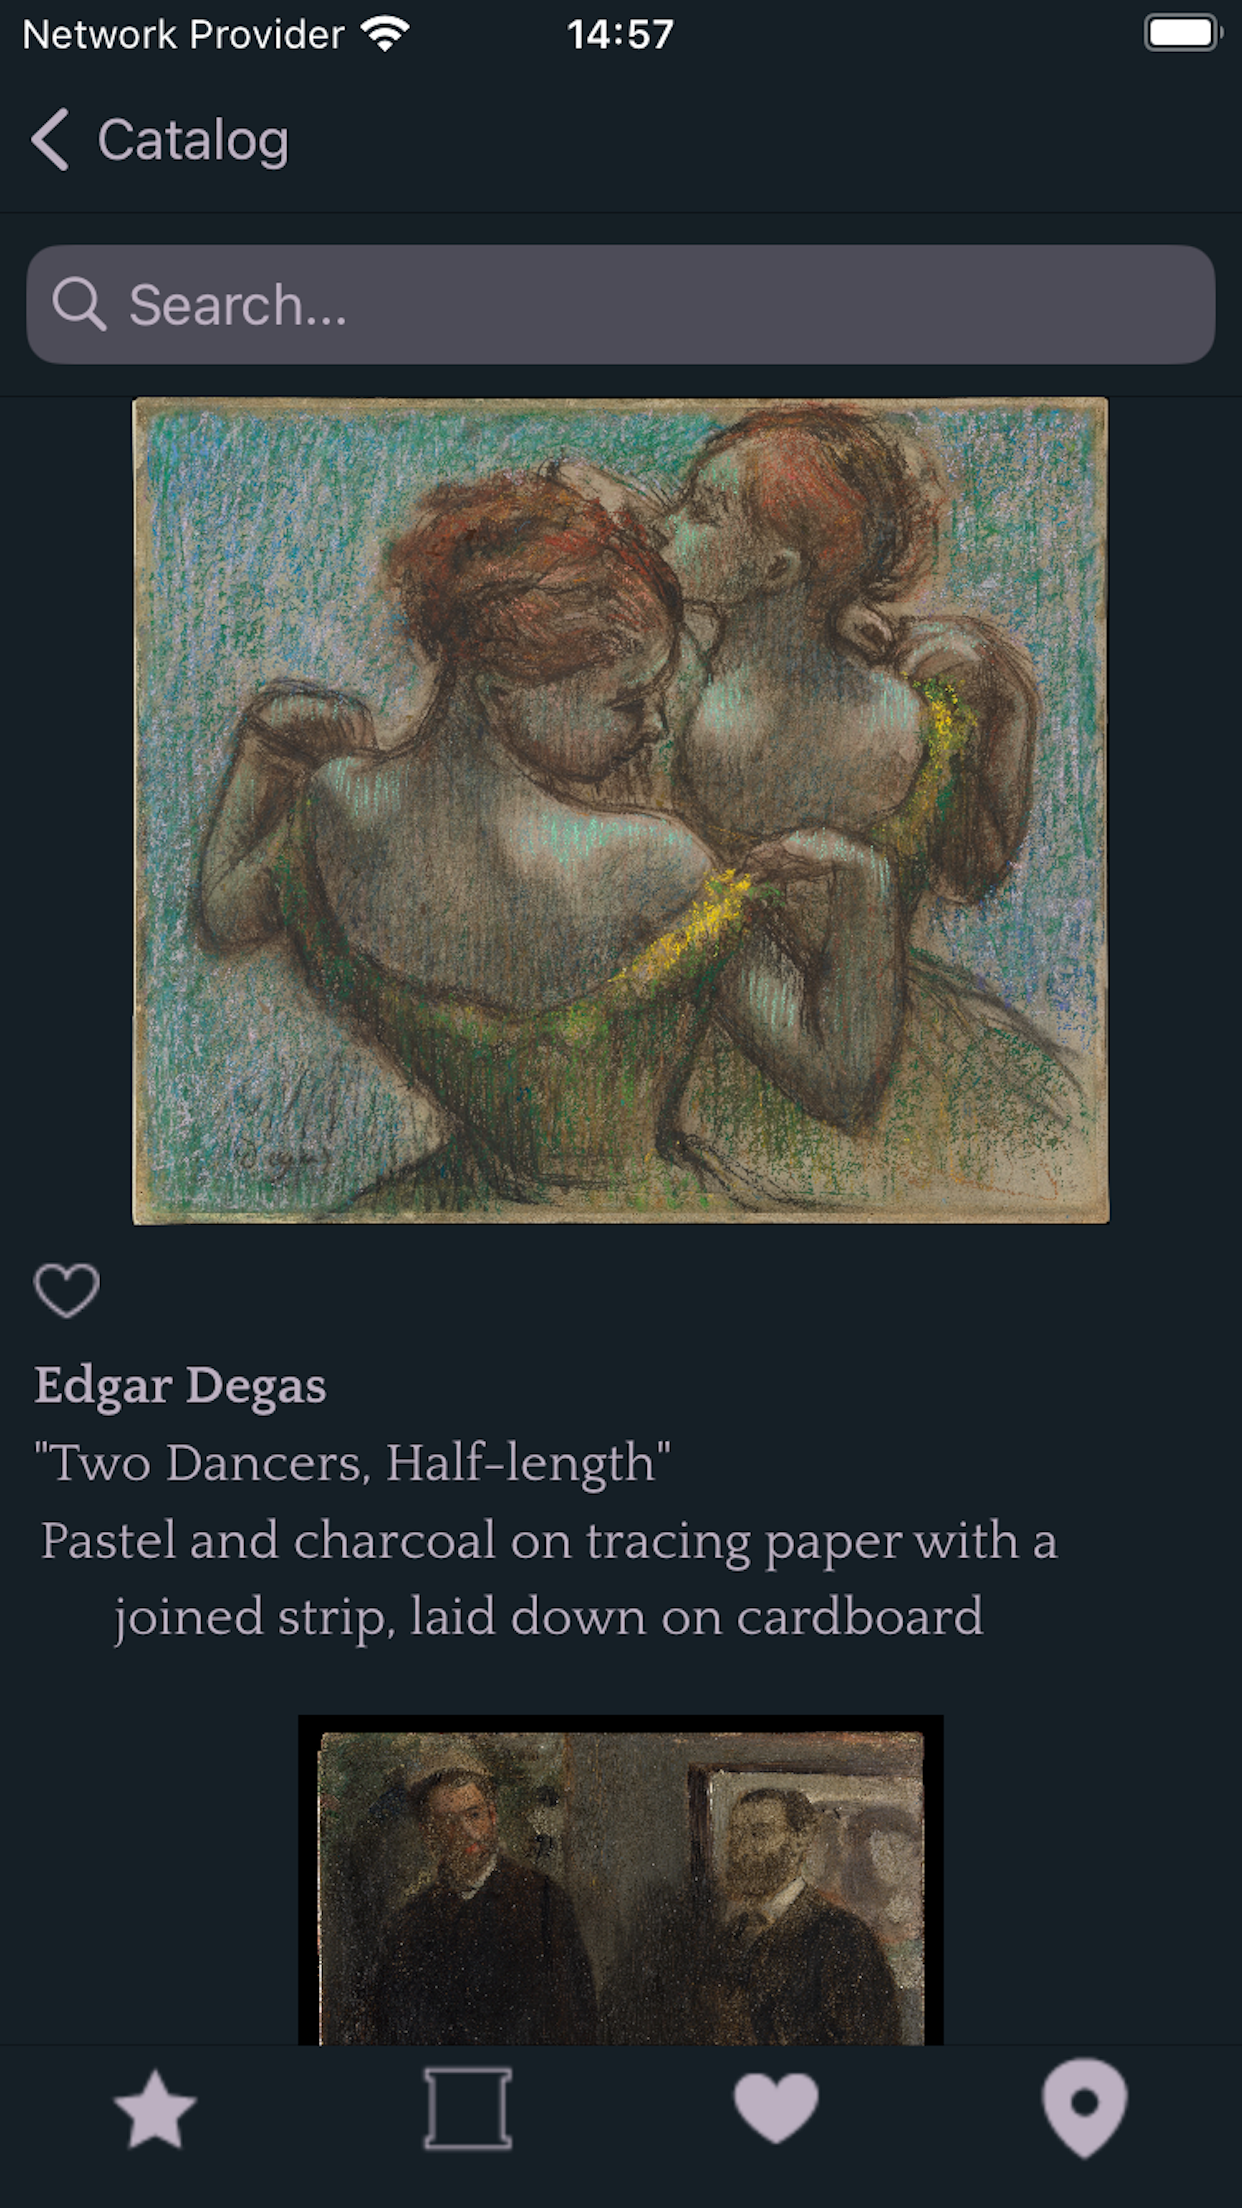 Network Provider 14:57
Catalog
Search...
Degas
Edgar Degas
"Two Dancers, Half-length"
Pastel and charcoal on tracing paper with a
joined strip, laid down on cardboard